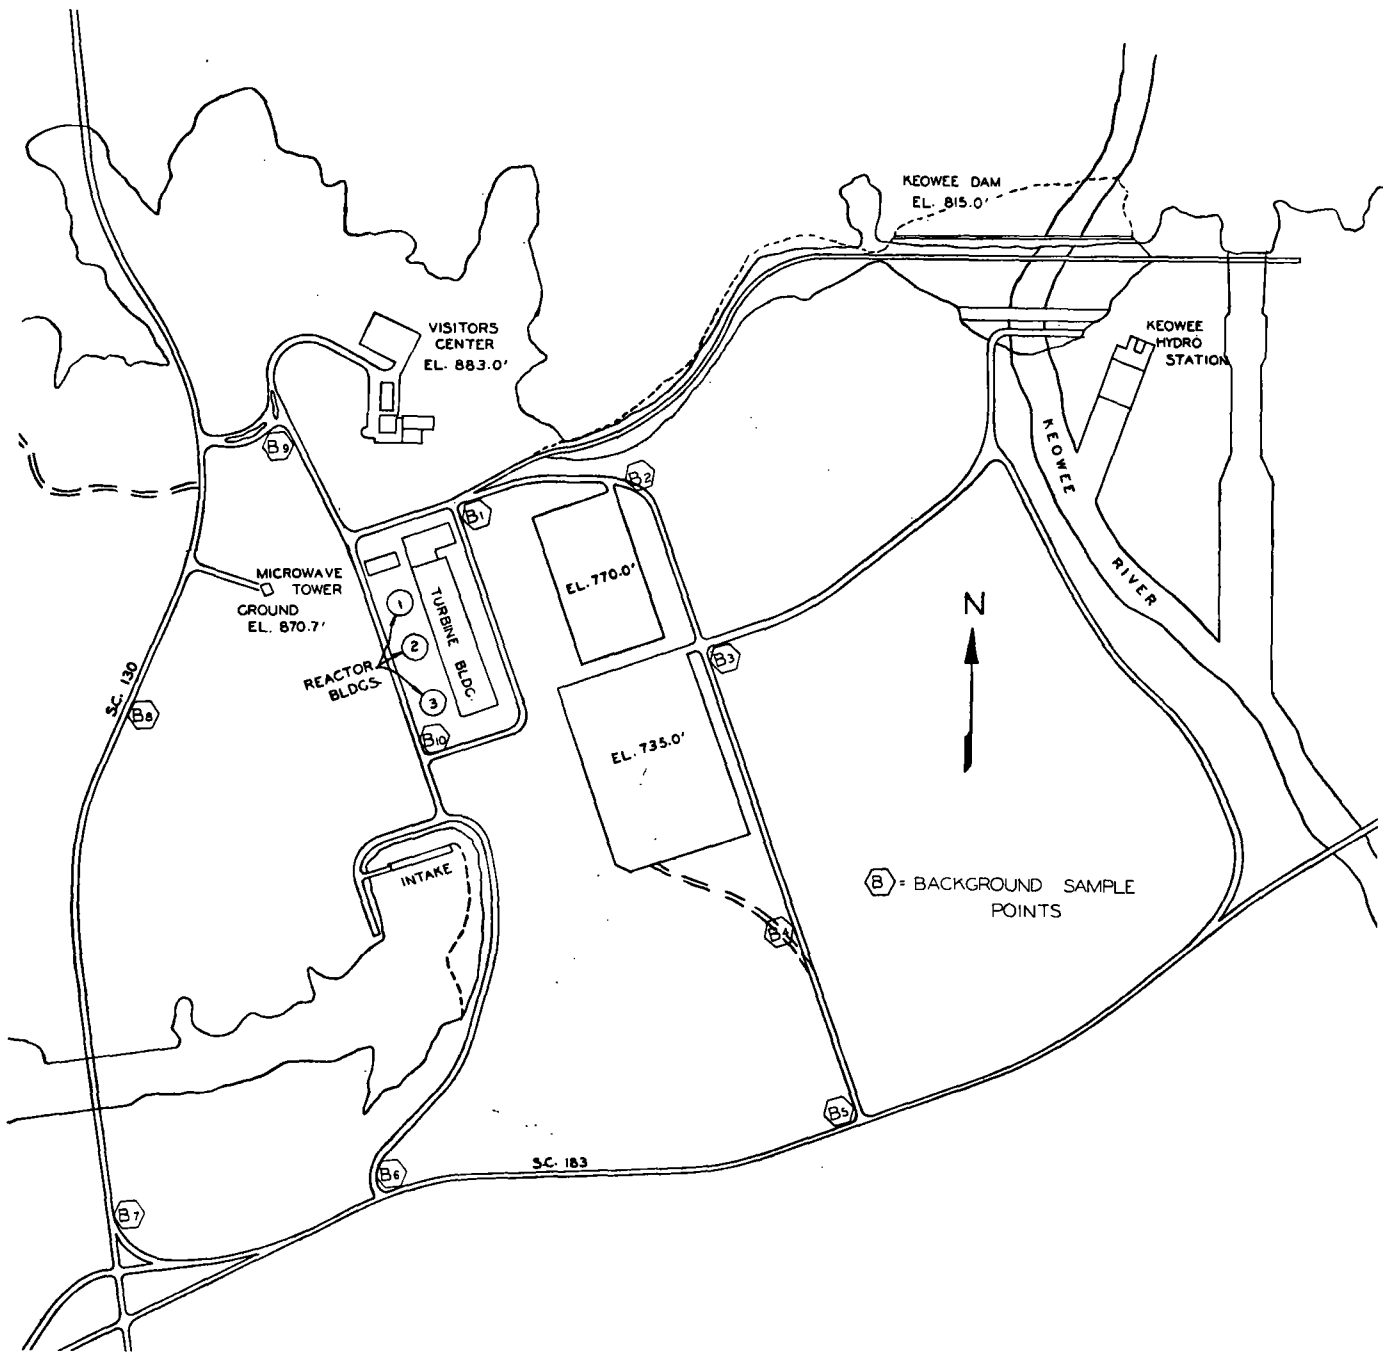 KEOWEE DAM
EL. 815.0'
VISITORS
CENTER
EL. 883.0'
KEOWEE
HYDRO
STATION
KEOWEE
RIVER
B9
B2
B1
EL. 770.0'
MICROWAVE
TOWER
GROUND
EL. 870.7'
1
2
3
TURBINE BLDG.
REACTOR
BLDGS.
N
B3
S.C. 130
B8
B10
EL. 735.0'
INTAKE
B = BACKGROUND SAMPLE
POINTS
B4
B5
S.C. 183
B6
B7